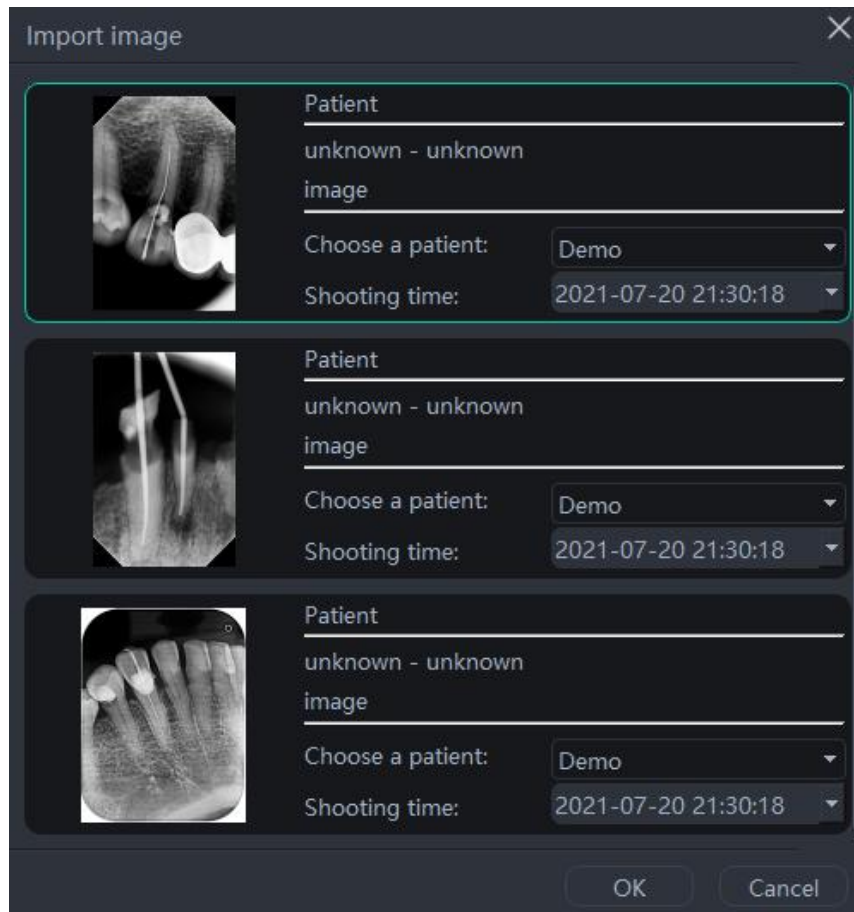 Import image
Patient
unknown - unknown
image
Choose a patient: Demo
Shooting time: 2021-07-20 21:30:18
Patient
unknown - unknown
image
Choose a patient: Demo
Shooting time: 2021-07-20 21:30:18
Patient
unknown - unknown
image
Choose a patient: Demo
Shooting time: 2021-07-20 21:30:18
OK Cancel